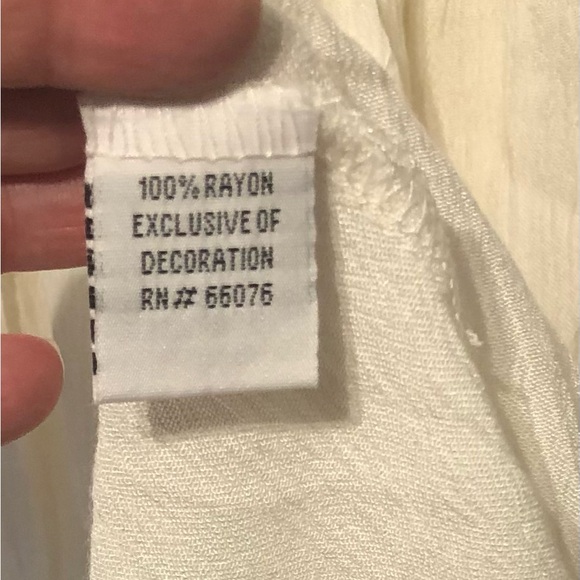 100% RAYON
EXCLUSIVE OF
DECORATION
RN# 66076